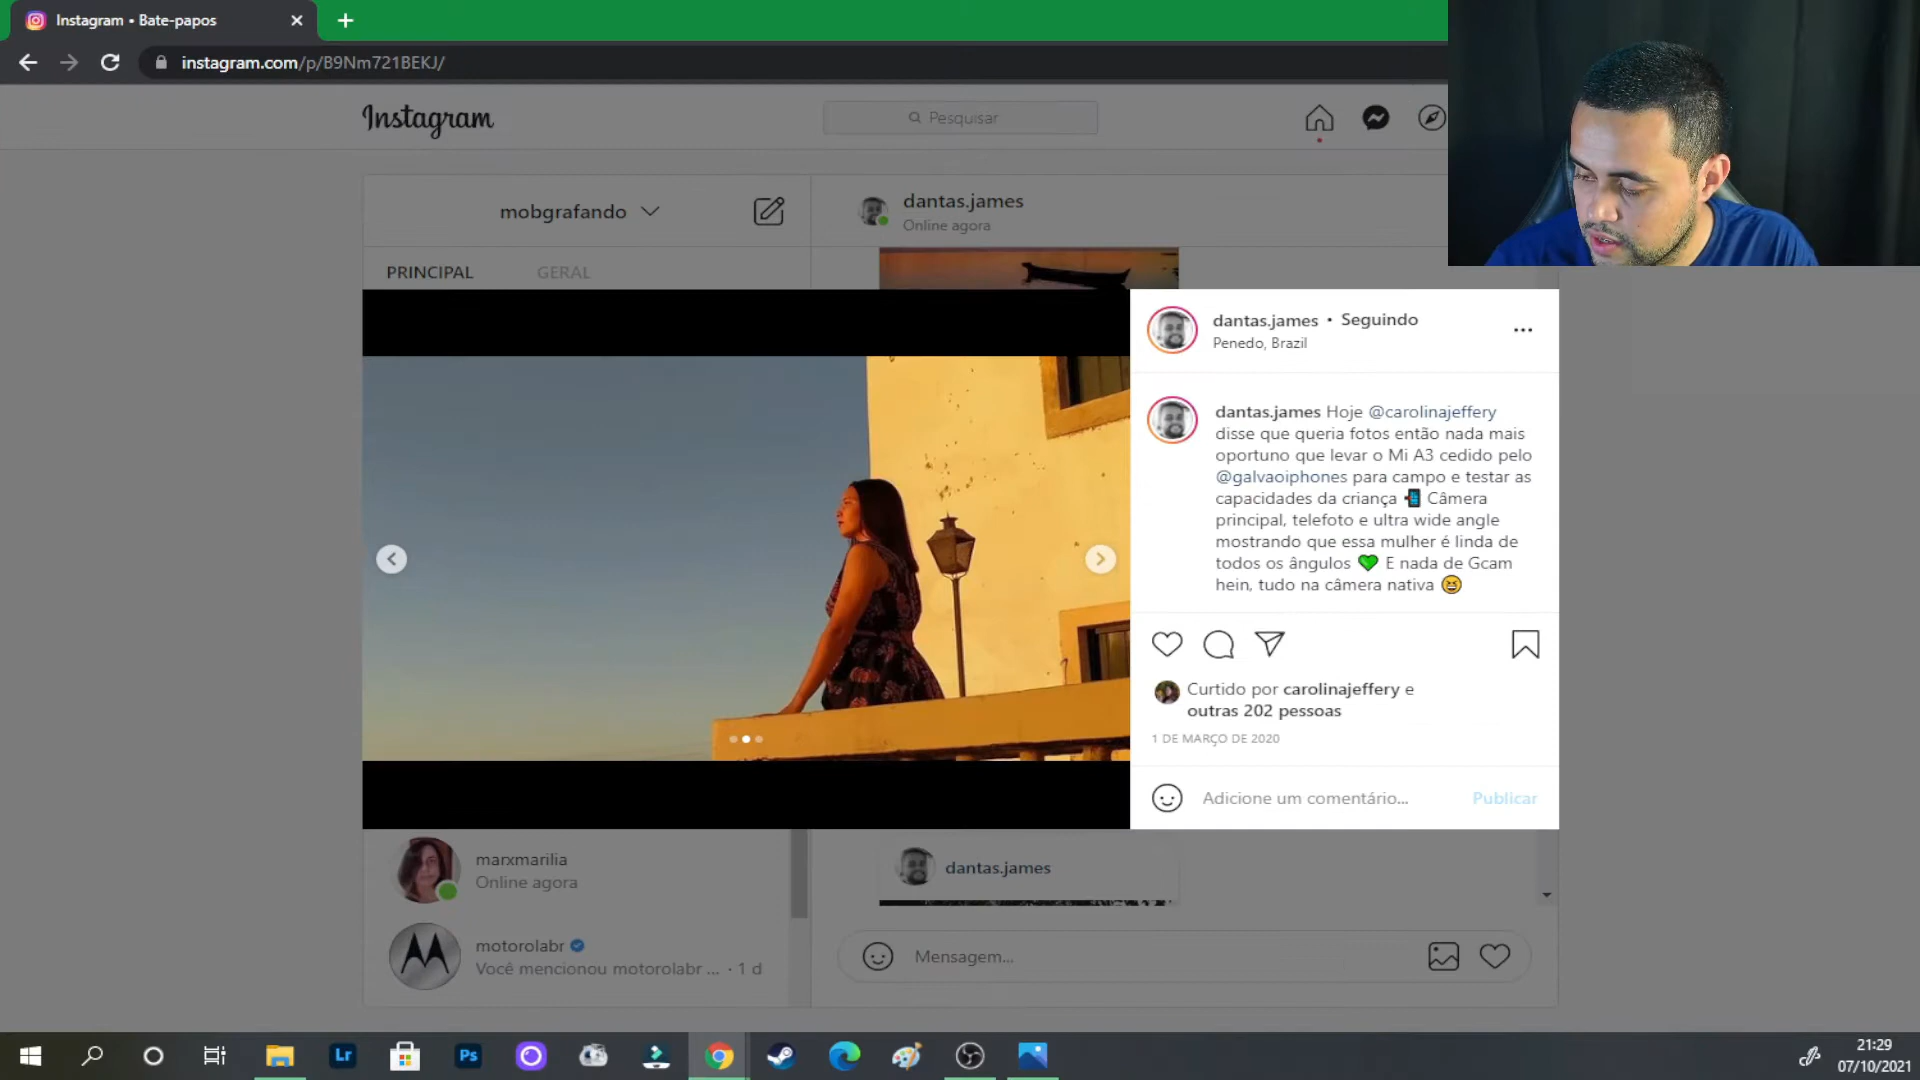 Instagram • Bate-papos
instagram.com/p/B9Nm721BEKJ/
Instagram
Pesquisar
mobgrafando
dantas.james
Online agora
PRINCIPAL
GERAL
dantas.james • Seguindo
Penedo, Brazil
dantas.james Hoje @carolinajeffery
disse que queria fotos então nada mais
oportuno que levar o Mi A3 cedido pelo
@galvaoiphones para campo e testar as
capacidades da criança 📲 Câmera
principal, telefoto e ultra wide angle
mostrando que essa mulher é linda de
todos os ângulos 💚 E nada de Gcam
hein, tudo na câmera nativa 😆
Curtido por carolinajeffery e
outras 202 pessoas
1 DE MARÇO DE 2020
Adicione um comentário...
Publicar
marxmarilia
Online agora
dantas.james
motorolabr
Você mencionou motorolabr ... · 1 d
Mensagem...
Lr
Ps
21:29
07/10/2021